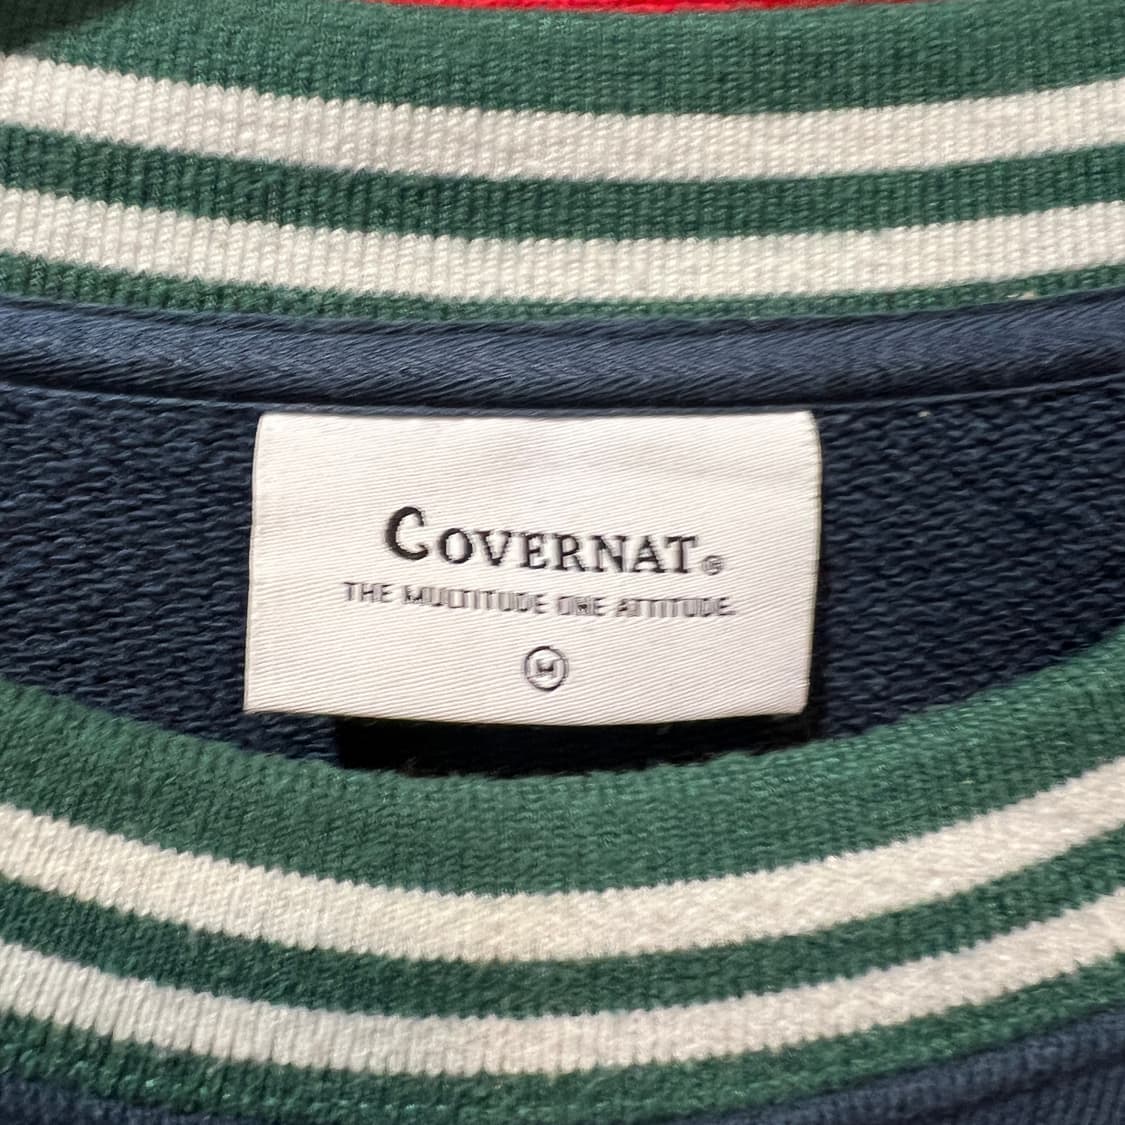 COVERNAT®
THE MULTITUDE ONE ATTITUDE.
M